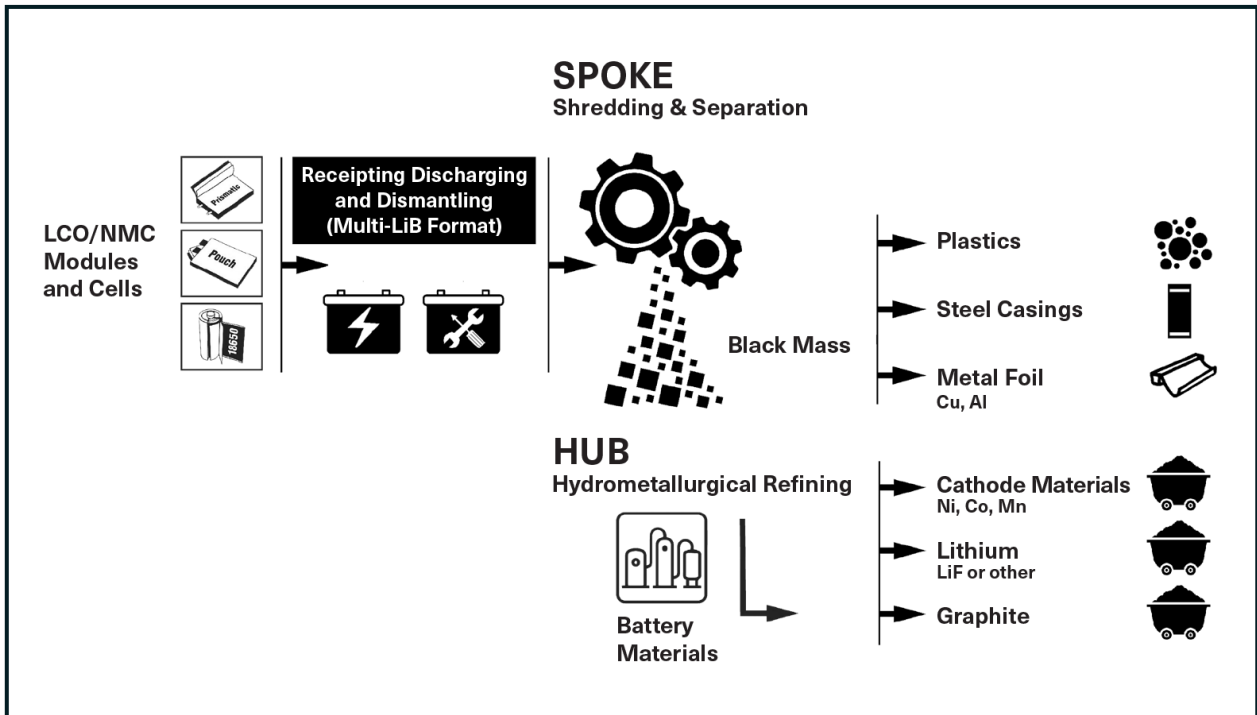 SPOKE
Shredding & Separation
LCO/NMC
Modules
and Cells
Prismatic
Pouch
18650
Receipting Discharging
and Dismantling
(Multi-LiB Format)
Black Mass
Plastics
Steel Casings
Metal Foil
Cu, Al
HUB
Hydrometallurgical Refining
Battery
Materials
Cathode Materials
Ni, Co, Mn
Lithium
LiF or other
Graphite